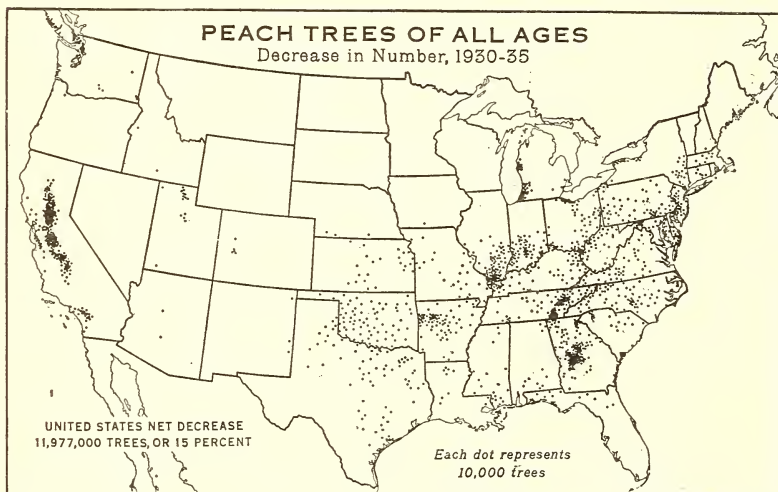 PEACH TREES OF ALL AGES
Decrease in Number, 1930-35
UNITED STATES NET DECREASE
11,977,000 TREES, OR 15 PERCENT
Each dot represents
10,000 trees